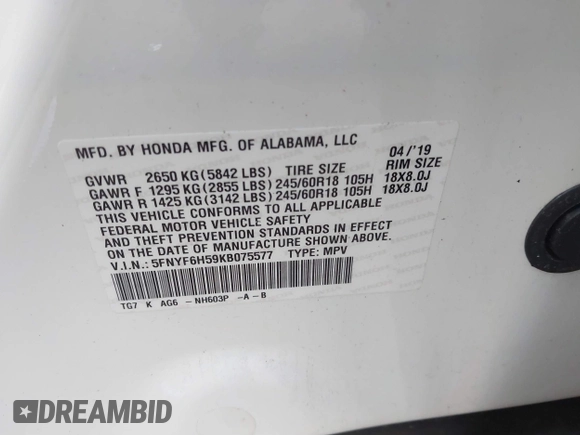 MFD. BY HONDA MFG. OF ALABAMA, LLC 04/'19
GVWR 2650 KG(5842 LBS) TIRE SIZE RIM SIZE
GAWR F 1295 KG(2855 LBS)245/60R18 105H 18X8.0J
GAWR R 1425 KG(3142 LBS)245/60R18 105H 18X8.0J
THIS VEHICLE CONFORMS TO ALL APPLICABLE
FEDERAL MOTOR VEHICLE SAFETY
AND THEFT PREVENTION STANDARDS IN EFFECT
ON THE DATE OF MANUFACTURE SHOWN ABOVE.
V.I.N.: 5FNYF6H59KB075577 TYPE: MPV
TG7 K AG6 -NH603P -A-B
DREAMBID